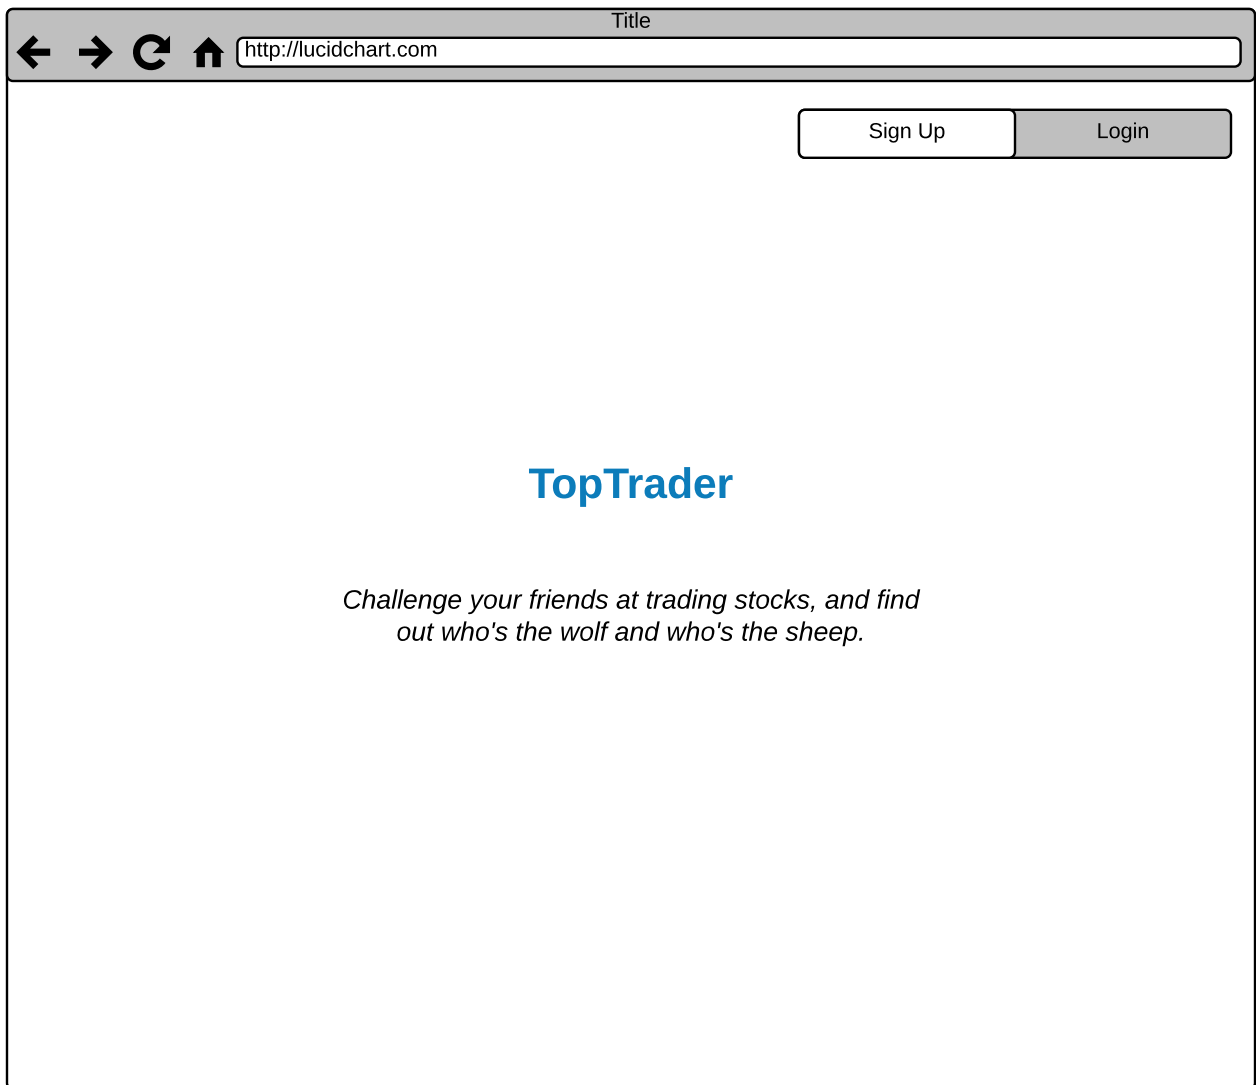 Title
http://lucidchart.com
Sign Up
Login
TopTrader
Challenge your friends at trading stocks, and find
out who's the wolf and who's the sheep.